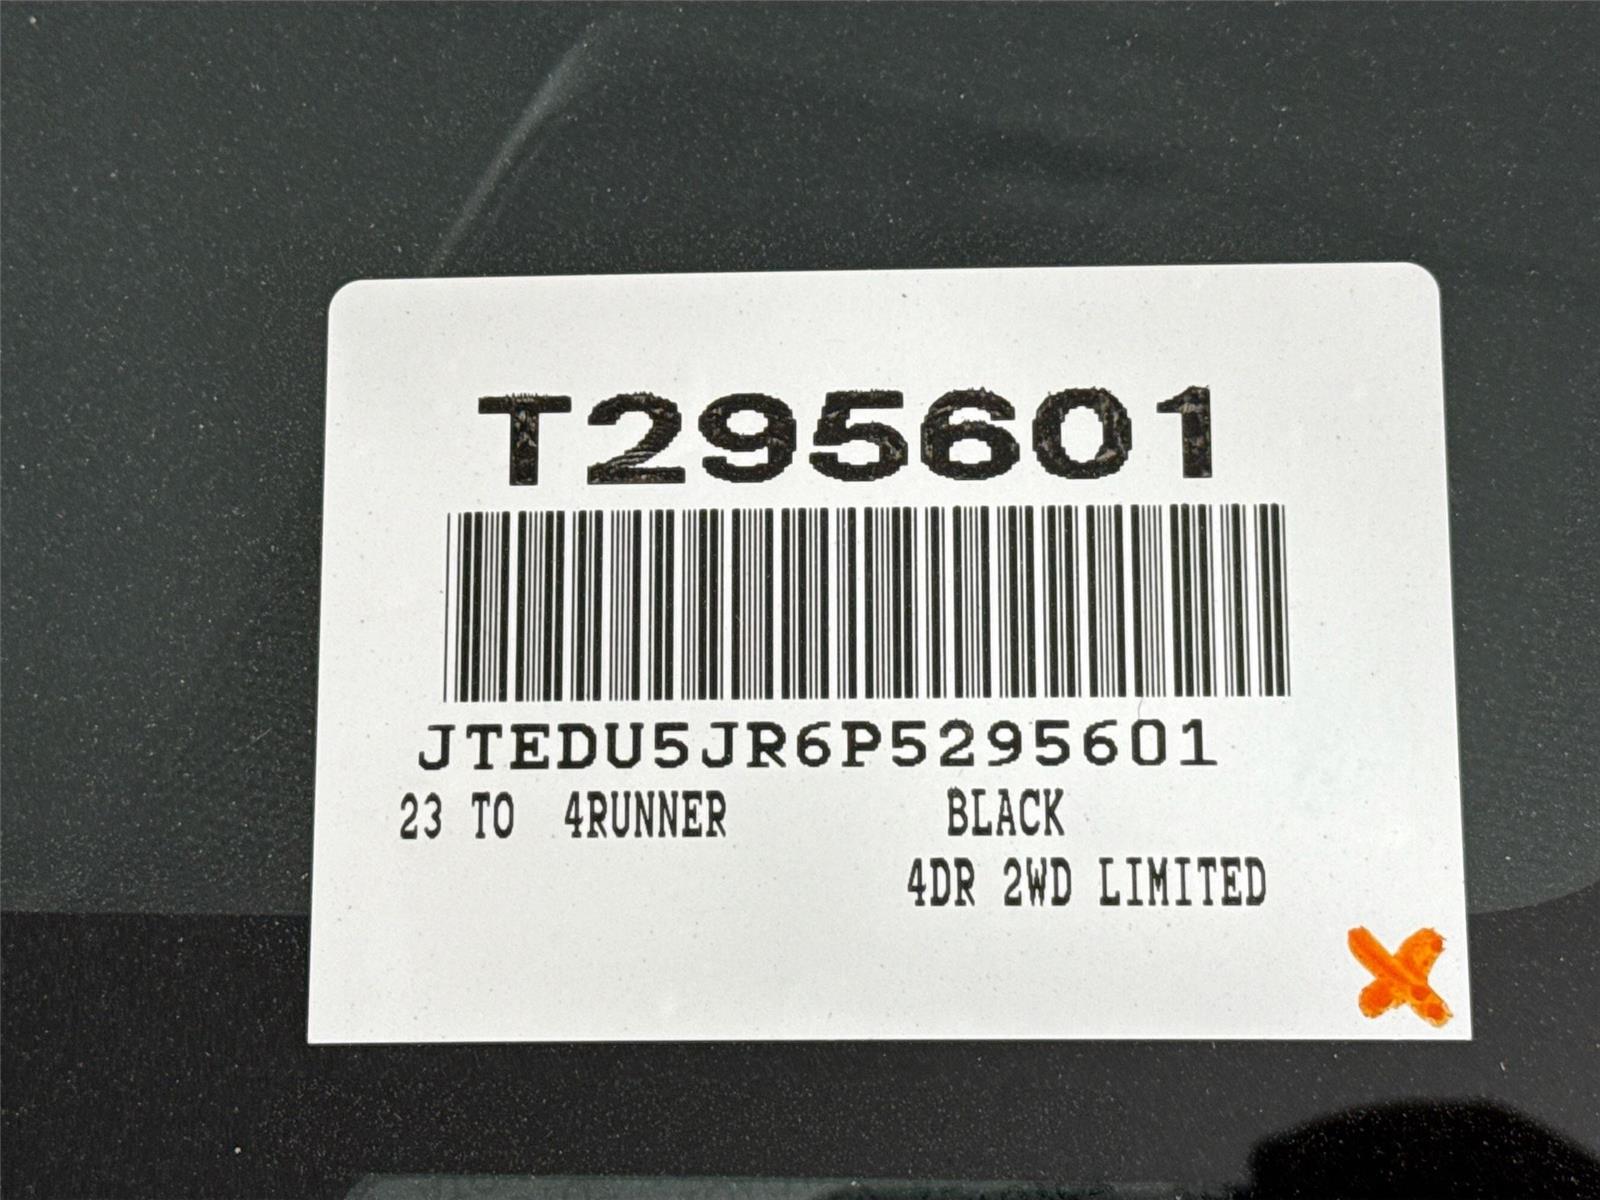 T295601
JTEDU5JR6P5295601
23 TO 4RUNNER BLACK
4DR 2WD LIMITED
X